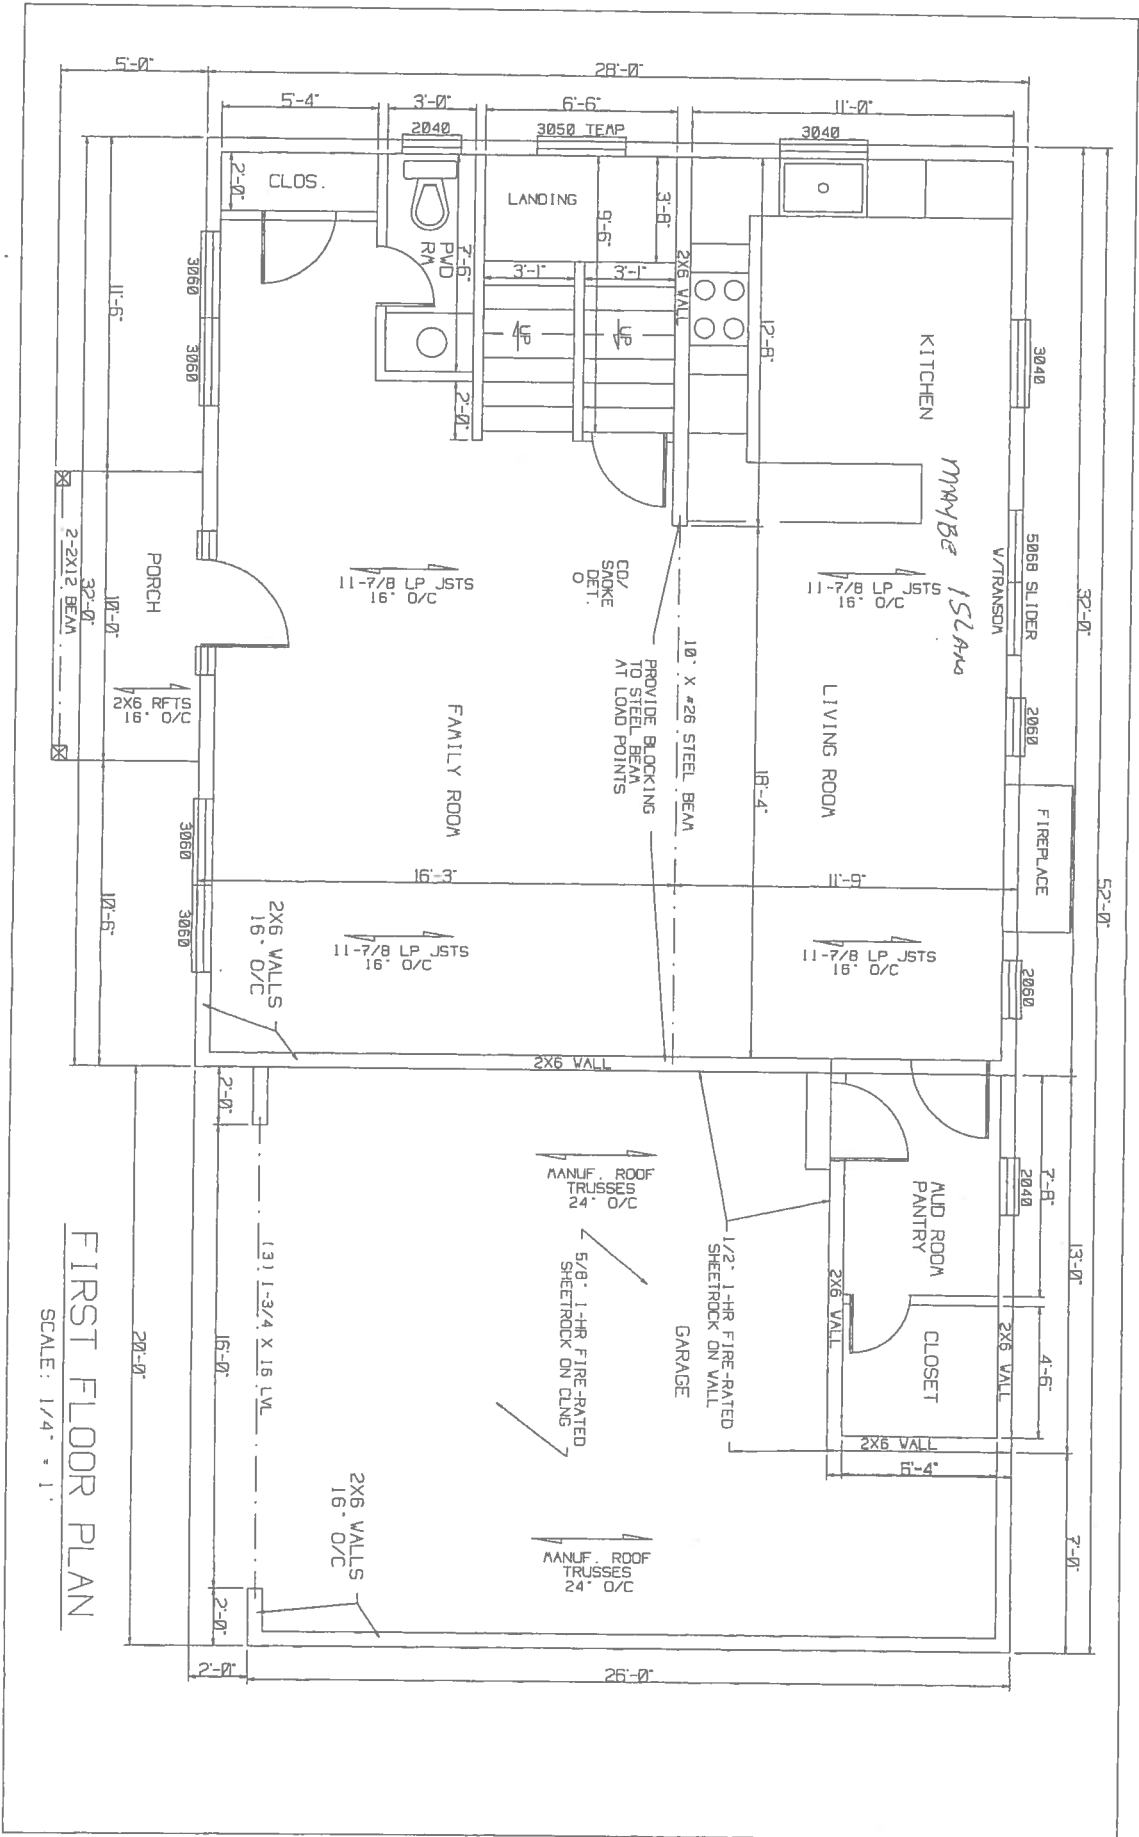 52'-0"
32'-0"
13'-0"
7'-0"
FIREPLACE
7'-8"
4'-6"
3040
5068 SLIDER
W/TRANSOM
2060
2060
2040
2X6 WALL
28'-0"
11'-0"
3040
KITCHEN
MAYBE ISLAND
11-7/8 LP JSTS
16" O/C
LIVING ROOM
11'-9"
11-7/8 LP JSTS
16" O/C
MUD ROOM
PANTRY
CLOSET
6'-4"
2X6 WALL
2X6 WALL
12'-8"
18'-4"
2X6 WALL
10" X #26 STEEL BEAM
PROVIDE BLOCKING
TO STEEL BEAM
AT LOAD POINTS
1/2" 1-HR FIRE-RATED
SHEETROCK ON WALL
GARAGE
6'-6"
3050 TEMP
3'-8"
9'-6"
LANDING
3'-1"
3'-1"
UP
UP
CO/
SMOKE
DET.
2X6 WALL
MANUF. ROOF
TRUSSES
24" O/C
5/8" 1-HR FIRE-RATED
SHEETROCK ON CLNG
MANUF. ROOF
TRUSSES
24" O/C
26'-0"
3'-0"
2040
7'-6"
PWD
RM
2'-0"
11-7/8 LP JSTS
16" O/C
FAMILY ROOM
16'-3"
11-7/8 LP JSTS
16" O/C
5'-4"
CLOS.
2'-0"
2X6 WALLS
16" O/C
(3) 1-3/4 X 16 LVL
2X6 WALLS
16" O/C
3060
3060
3060
3060
2'-0"
16'-0"
2'-0"
2'-0"
5'-0"
PORCH
2X6 RFTS
16" O/C
20'-0"
11'-6"
10'-0"
10'-6"
32'-0"
2-2X12 BEAM
FIRST FLOOR PLAN
SCALE: 1/4" = 1'